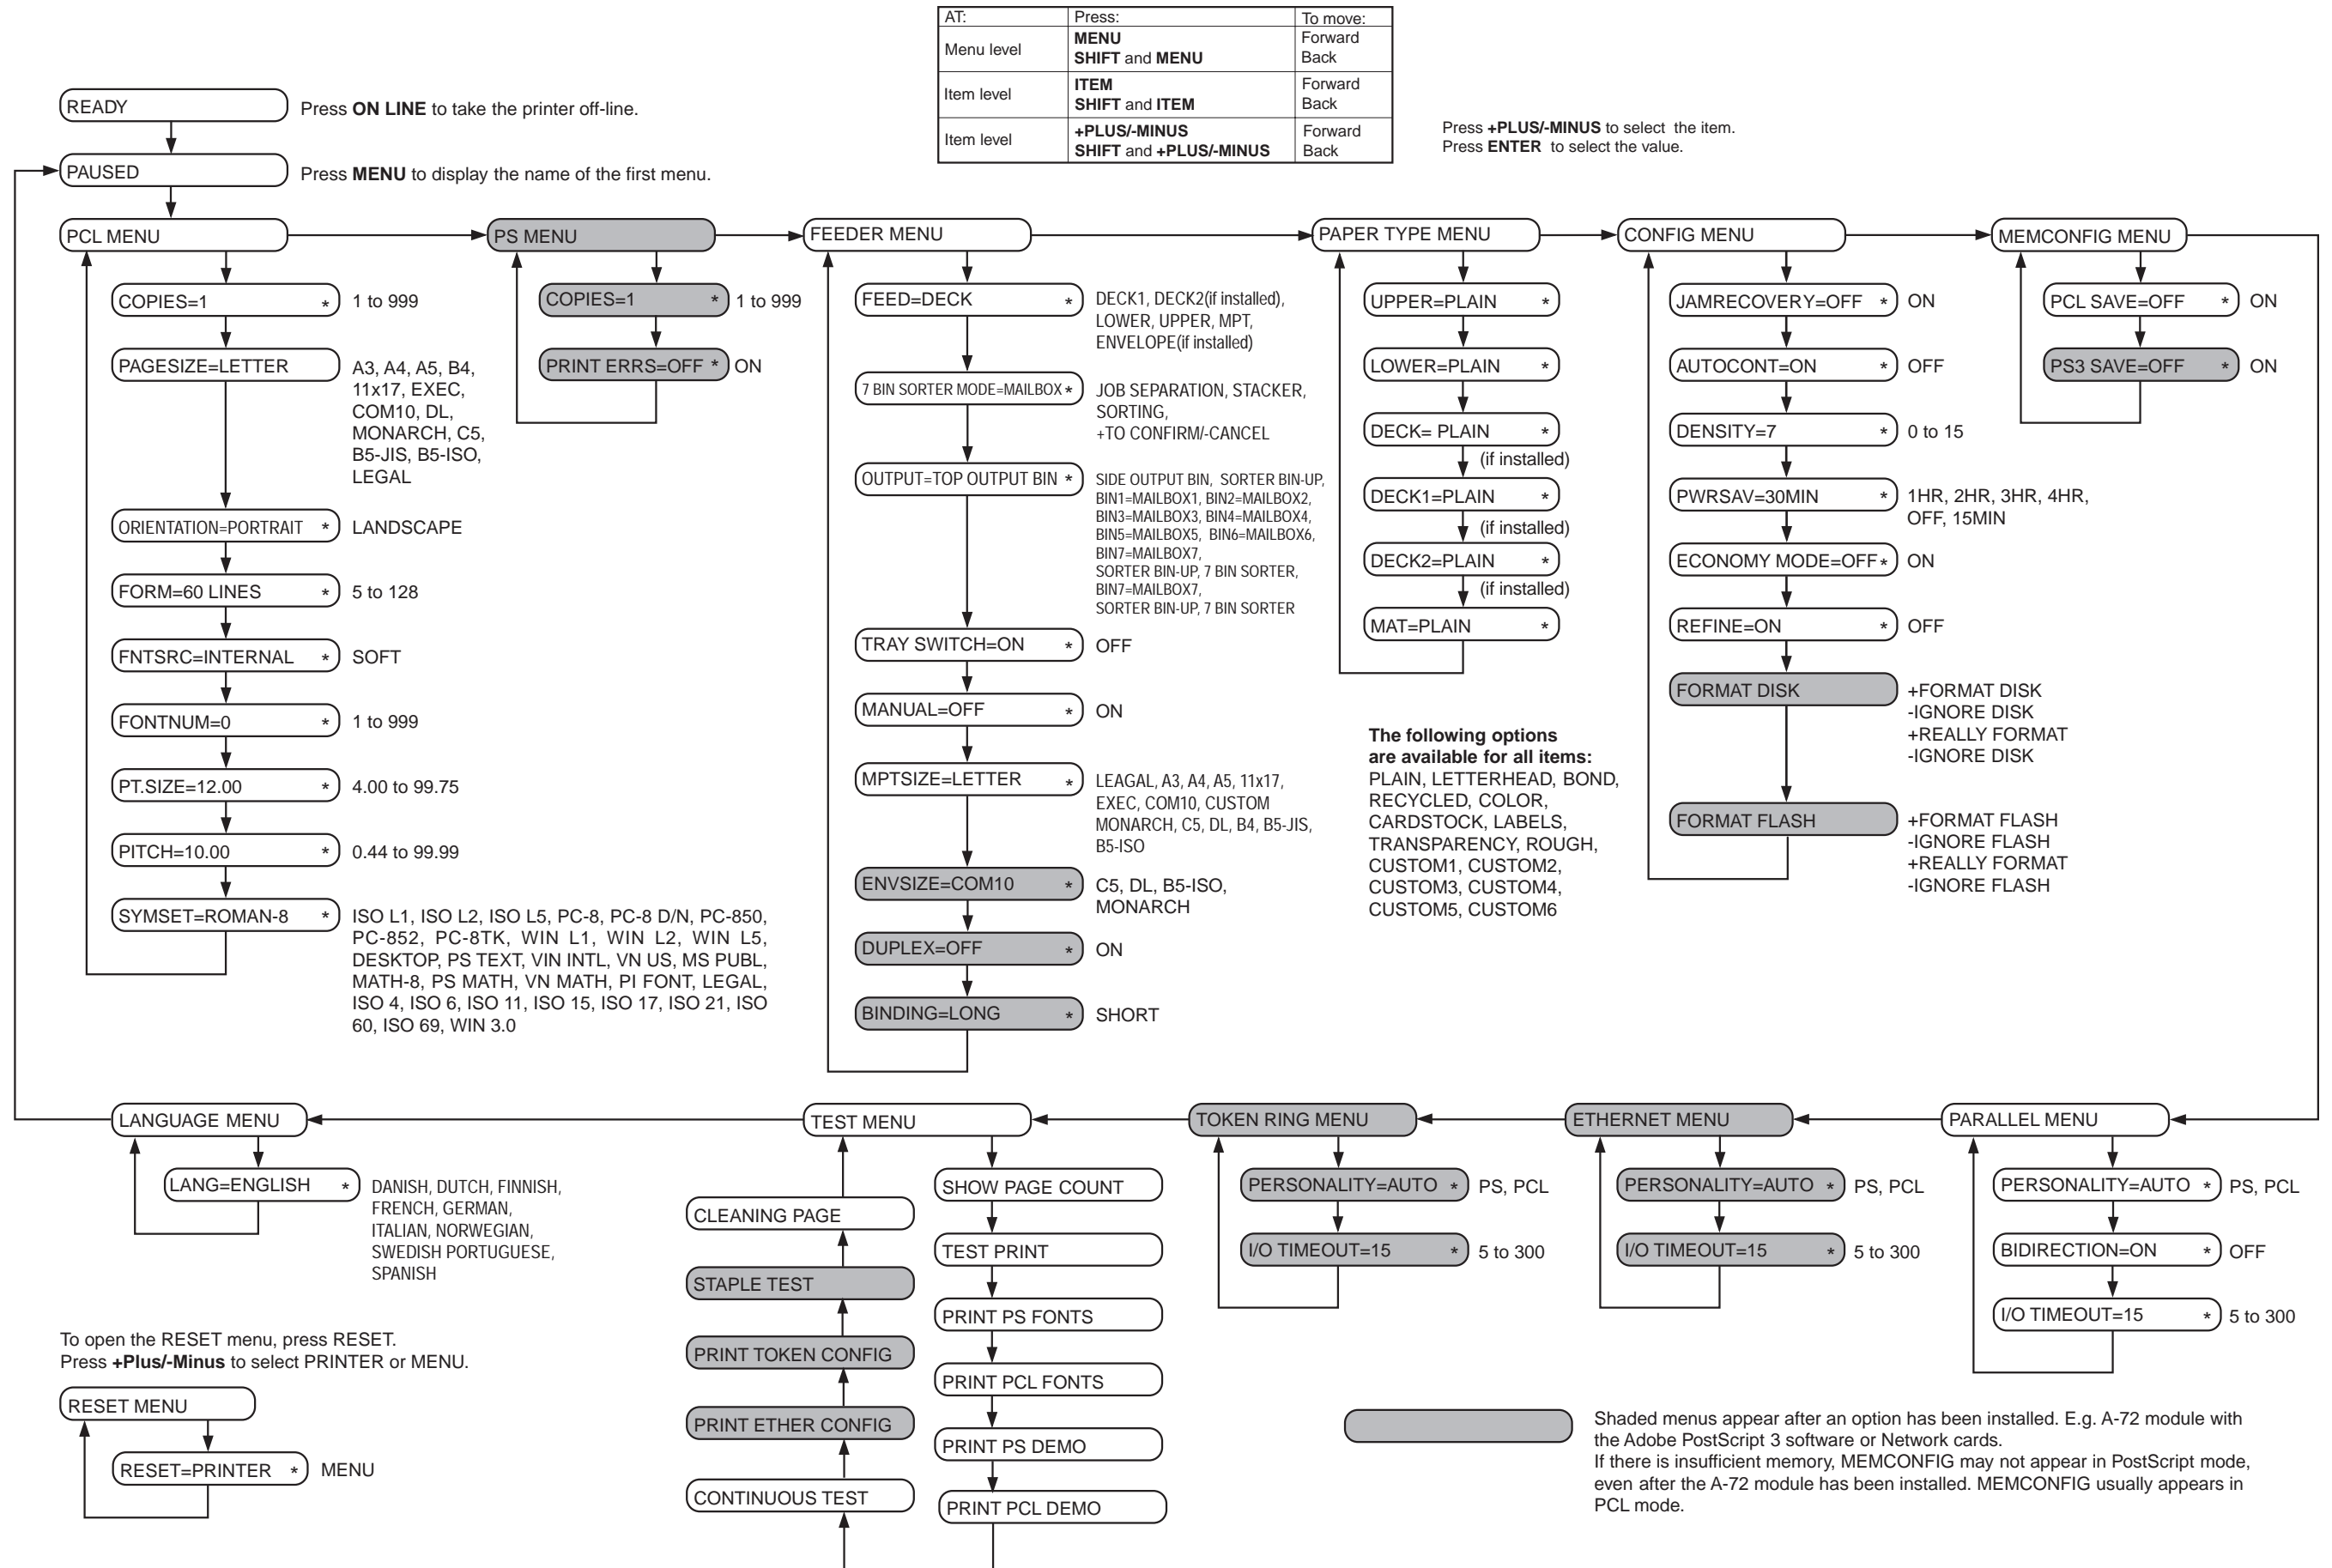 AT: Press: To move:
Menu level
MENU Forward
SHIFT and MENU Back
Item level
ITEM Forward
SHIFT and ITEM Back
Item level
+PLUS/-MINUS Forward
SHIFT and +PLUS/-MINUS Back
Press +PLUS/-MINUS to select the item.
Press ENTER to select the value.
READY
Press ON LINE to take the printer off-line.
PAUSED
Press MENU to display the name of the first menu.
PCL MENU
COPIES=1 *
1 to 999
PAGESIZE=LETTER
A3, A4, A5, B4,
11x17, EXEC,
COM10, DL,
MONARCH, C5,
B5-JIS, B5-ISO,
LEGAL
ORIENTATION=PORTRAIT *
LANDSCAPE
FORM=60 LINES *
5 to 128
FNTSRC=INTERNAL *
SOFT
FONTNUM=0 *
1 to 999
PT.SIZE=12.00 *
4.00 to 99.75
PITCH=10.00 *
0.44 to 99.99
SYMSET=ROMAN-8 *
ISO L1, ISO L2, ISO L5, PC-8, PC-8 D/N, PC-850,
PC-852, PC-8TK, WIN L1, WIN L2, WIN L5,
DESKTOP, PS TEXT, VIN INTL, VN US, MS PUBL,
MATH-8, PS MATH, VN MATH, PI FONT, LEGAL,
ISO 4, ISO 6, ISO 11, ISO 15, ISO 17, ISO 21, ISO
60, ISO 69, WIN 3.0
PS MENU
COPIES=1 *
1 to 999
PRINT ERRS=OFF *
ON
FEEDER MENU
FEED=DECK *
DECK1, DECK2(if installed),
LOWER, UPPER, MPT,
ENVELOPE(if installed)
7 BIN SORTER MODE=MAILBOX *
JOB SEPARATION, STACKER,
SORTING,
+TO CONFIRM/-CANCEL
OUTPUT=TOP OUTPUT BIN *
SIDE OUTPUT BIN, SORTER BIN-UP,
BIN1=MAILBOX1, BIN2=MAILBOX2,
BIN3=MAILBOX3, BIN4=MAILBOX4,
BIN5=MAILBOX5, BIN6=MAILBOX6,
BIN7=MAILBOX7,
SORTER BIN-UP, 7 BIN SORTER,
BIN7=MAILBOX7,
SORTER BIN-UP, 7 BIN SORTER
TRAY SWITCH=ON *
OFF
MANUAL=OFF *
ON
MPTSIZE=LETTER *
LEAGAL, A3, A4, A5, 11x17,
EXEC, COM10, CUSTOM
MONARCH, C5, DL, B4, B5-JIS,
B5-ISO
ENVSIZE=COM10 *
C5, DL, B5-ISO,
MONARCH
DUPLEX=OFF *
ON
BINDING=LONG *
SHORT
PAPER TYPE MENU
UPPER=PLAIN *
LOWER=PLAIN *
DECK= PLAIN *
(if installed)
DECK1=PLAIN *
(if installed)
DECK2=PLAIN *
(if installed)
MAT=PLAIN *
The following options
are available for all items:
PLAIN, LETTERHEAD, BOND,
RECYCLED, COLOR,
CARDSTOCK, LABELS,
TRANSPARENCY, ROUGH,
CUSTOM1, CUSTOM2,
CUSTOM3, CUSTOM4,
CUSTOM5, CUSTOM6
CONFIG MENU
JAMRECOVERY=OFF *
ON
AUTOCONT=ON *
OFF
DENSITY=7 *
0 to 15
PWRSAV=30MIN *
1HR, 2HR, 3HR, 4HR,
OFF, 15MIN
ECONOMY MODE=OFF *
ON
REFINE=ON *
OFF
FORMAT DISK
+FORMAT DISK
-IGNORE DISK
+REALLY FORMAT
-IGNORE DISK
FORMAT FLASH
+FORMAT FLASH
-IGNORE FLASH
+REALLY FORMAT
-IGNORE FLASH
MEMCONFIG MENU
PCL SAVE=OFF *
ON
PS3 SAVE=OFF *
ON
LANGUAGE MENU
LANG=ENGLISH *
DANISH, DUTCH, FINNISH,
FRENCH, GERMAN,
ITALIAN, NORWEGIAN,
SWEDISH PORTUGUESE,
SPANISH
TEST MENU
SHOW PAGE COUNT
TEST PRINT
PRINT PS FONTS
PRINT PCL FONTS
PRINT PS DEMO
PRINT PCL DEMO
CLEANING PAGE
STAPLE TEST
PRINT TOKEN CONFIG
PRINT ETHER CONFIG
CONTINUOUS TEST
TOKEN RING MENU
PERSONALITY=AUTO *
PS, PCL
I/O TIMEOUT=15 *
5 to 300
ETHERNET MENU
PERSONALITY=AUTO *
PS, PCL
I/O TIMEOUT=15 *
5 to 300
PARALLEL MENU
PERSONALITY=AUTO *
PS, PCL
BIDIRECTION=ON *
OFF
I/O TIMEOUT=15 *
5 to 300
To open the RESET menu, press RESET.
Press +Plus/-Minus to select PRINTER or MENU.
RESET MENU
RESET=PRINTER *
MENU
Shaded menus appear after an option has been installed. E.g. A-72 module with
the Adobe PostScript 3 software or Network cards.
If there is insufficient memory, MEMCONFIG may not appear in PostScript mode,
even after the A-72 module has been installed. MEMCONFIG usually appears in
PCL mode.